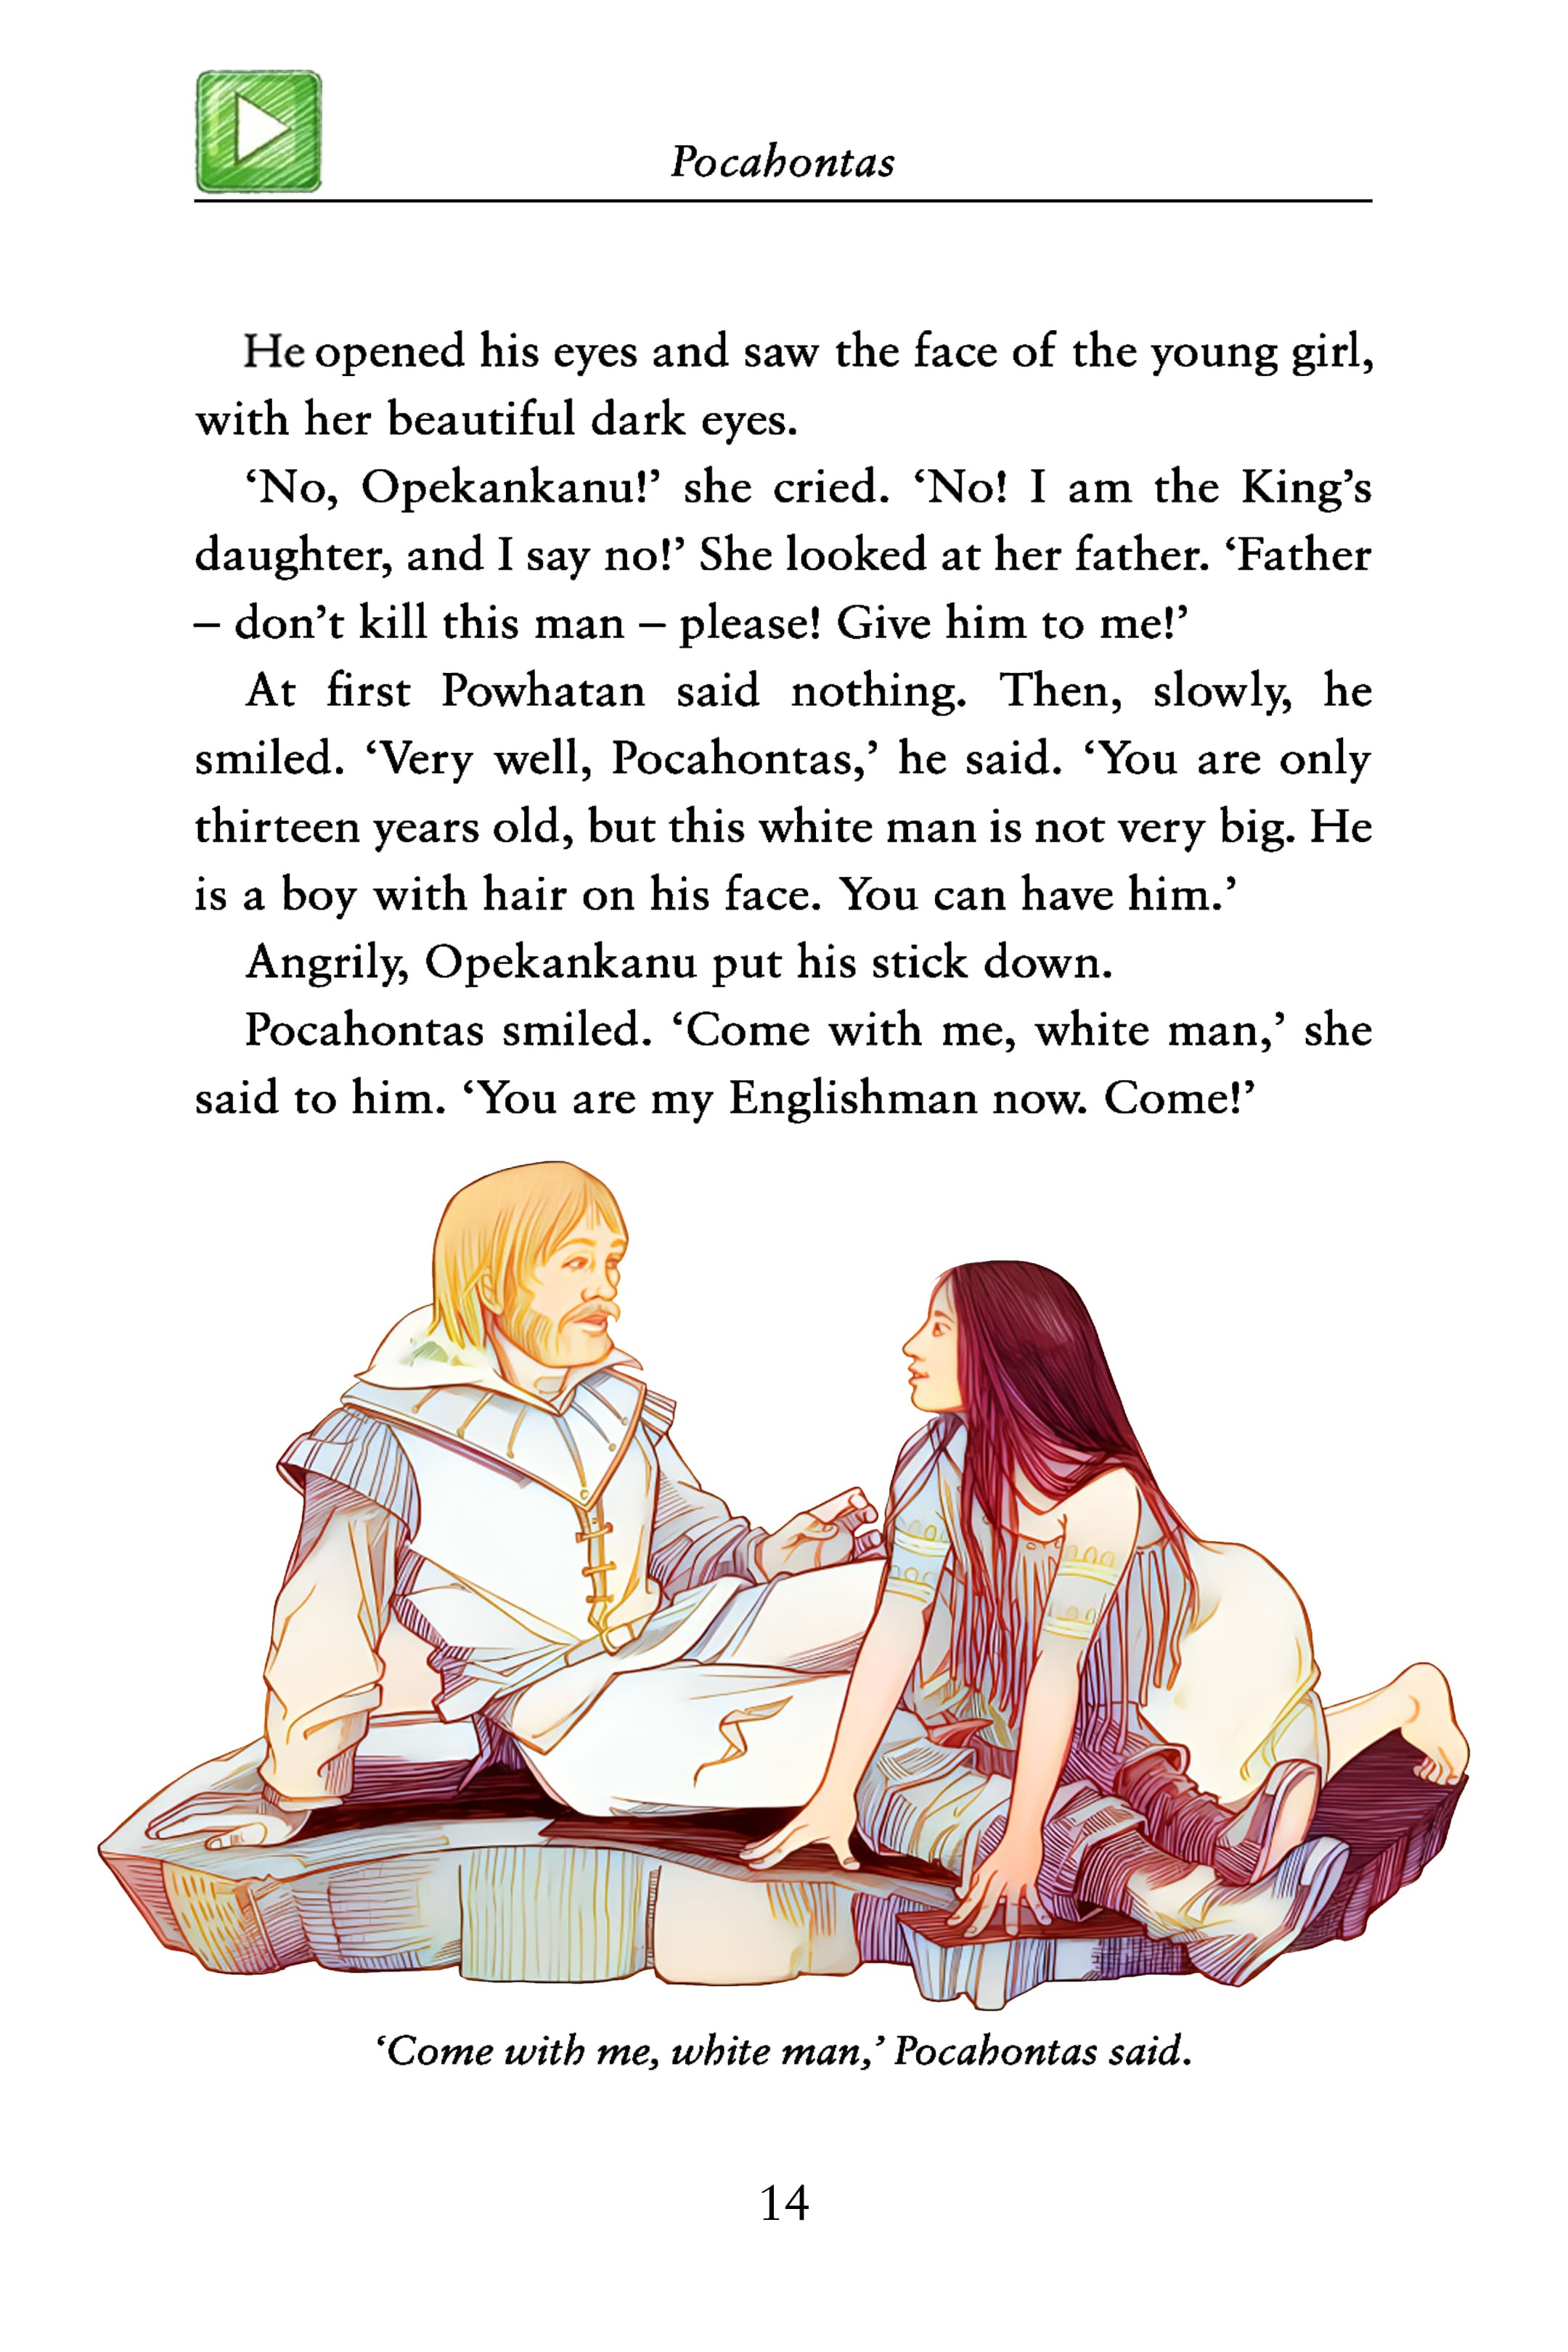 Pocahontas
He opened his eyes and saw the face of the young girl,
with her beautiful dark eyes.
‘No, Opekankanu!’ she cried. ‘No! I am the King’s
daughter, and I say no!’ She looked at her father. ‘Father
– don’t kill this man – please! Give him to me!’
At first Powhatan said nothing. Then, slowly, he
smiled. ‘Very well, Pocahontas,’ he said. ‘You are only
thirteen years old, but this white man is not very big. He
is a boy with hair on his face. You can have him.’
Angrily, Opekankanu put his stick down.
Pocahontas smiled. ‘Come with me, white man,’ she
said to him. ‘You are my Englishman now. Come!’
‘Come with me, white man,’ Pocahontas said.
14